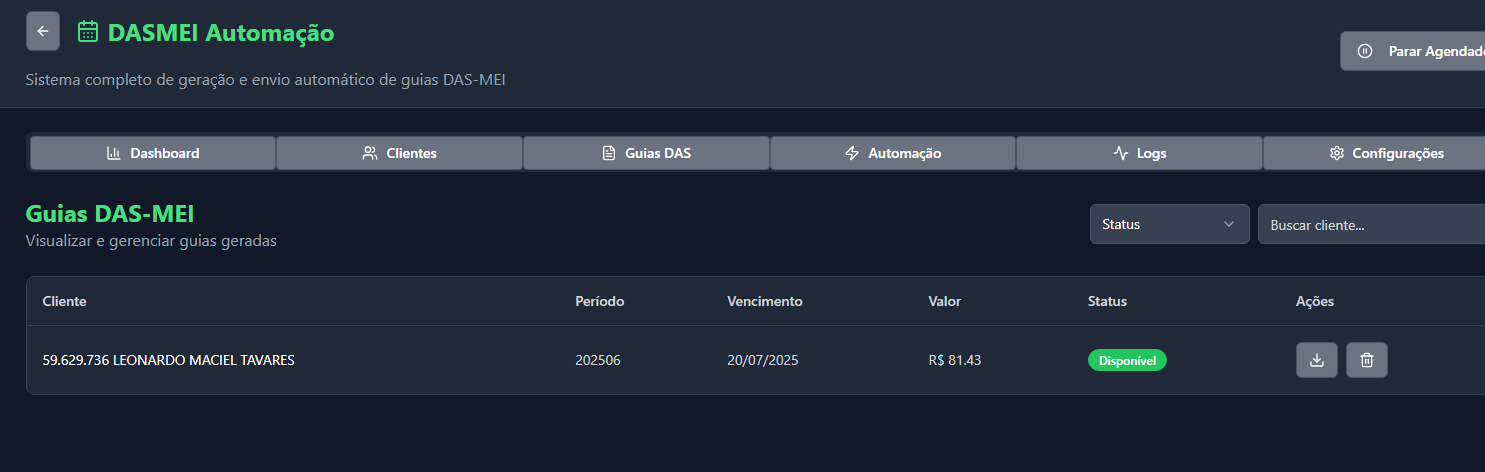 DASMEI Automação
Parar Agendado
Sistema completo de geração e envio automático de guias DAS-MEI
Dashboard Clientes Guias DAS Automação Logs Configurações
Guias DAS-MEI
Visualizar e gerenciar guias geradas
Status Buscar cliente...
Cliente Período Vencimento Valor Status Ações
59.629.736 LEONARDO MACIEL TAVARES 202506 20/07/2025 R$ 81.43 Disponível